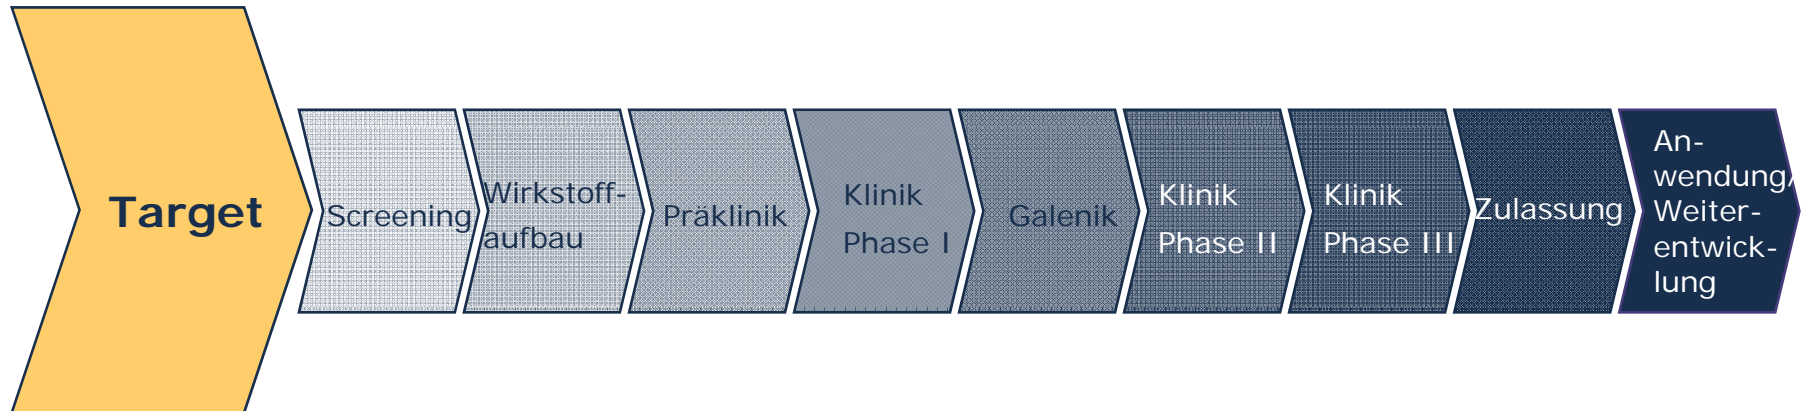 Target
Screening
Wirkstoff-
aufbau
Präklinik
Klinik
Phase I
Galenik
Klinik
Phase II
Klinik
Phase III
Zulassung
An-
wendung/
Weiter-
entwick-
lung